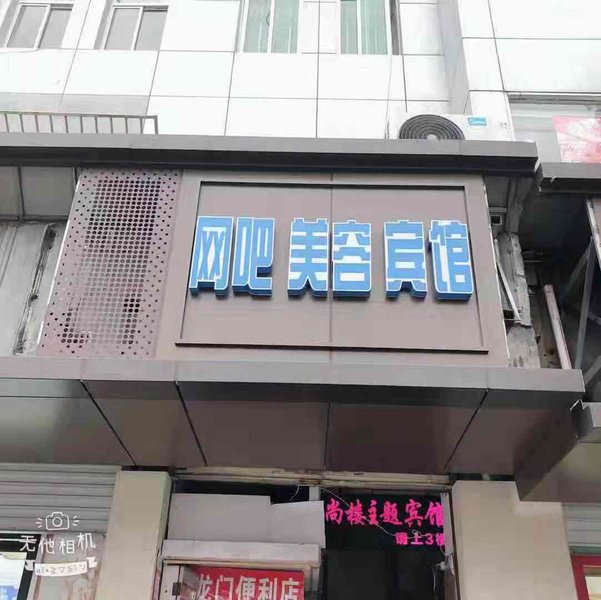 网吧 美容 宾馆
尚楼主题宾馆
请上3楼
龙门便利店
无他相机